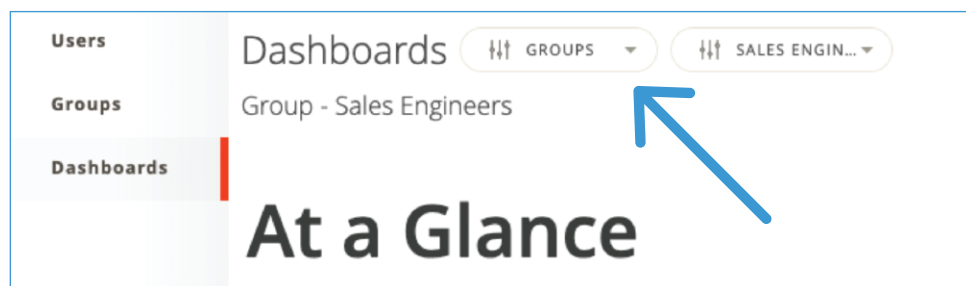 Users
Groups
Dashboards
Dashboards GROUPS SALES ENGIN...
Group - Sales Engineers
At a Glance